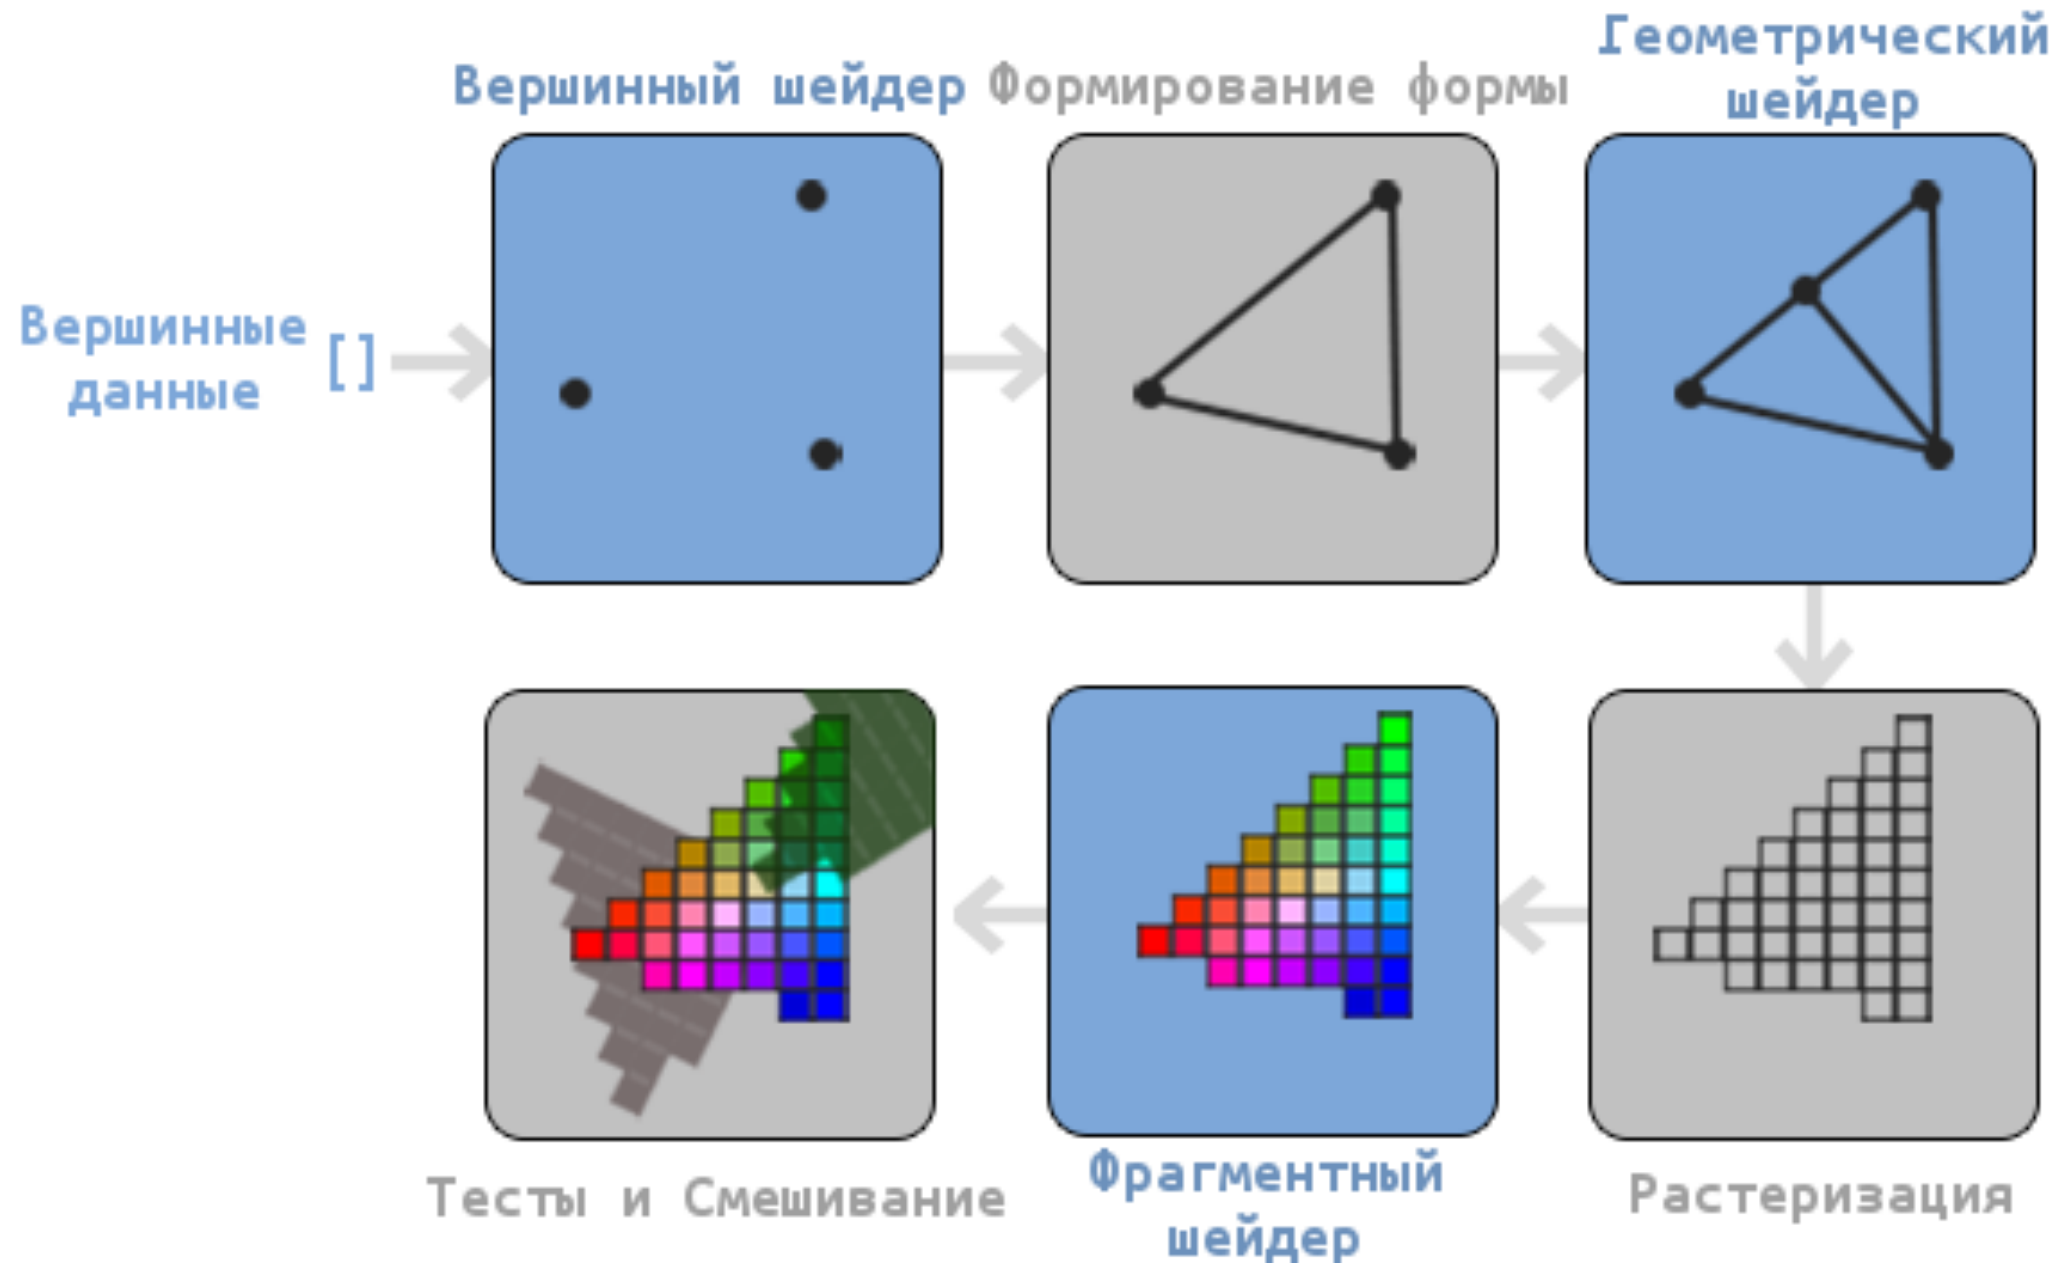 Вершинный шейдер
Формирование формы
Геометрический
шейдер
Вершинные
данные
[]
Тесты и Смешивание
Фрагментный
шейдер
Растеризация